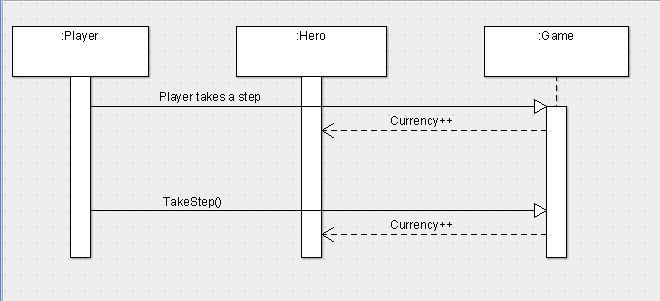 :Player
:Hero
:Game
Player takes a step
Currency++
TakeStep()
Currency++